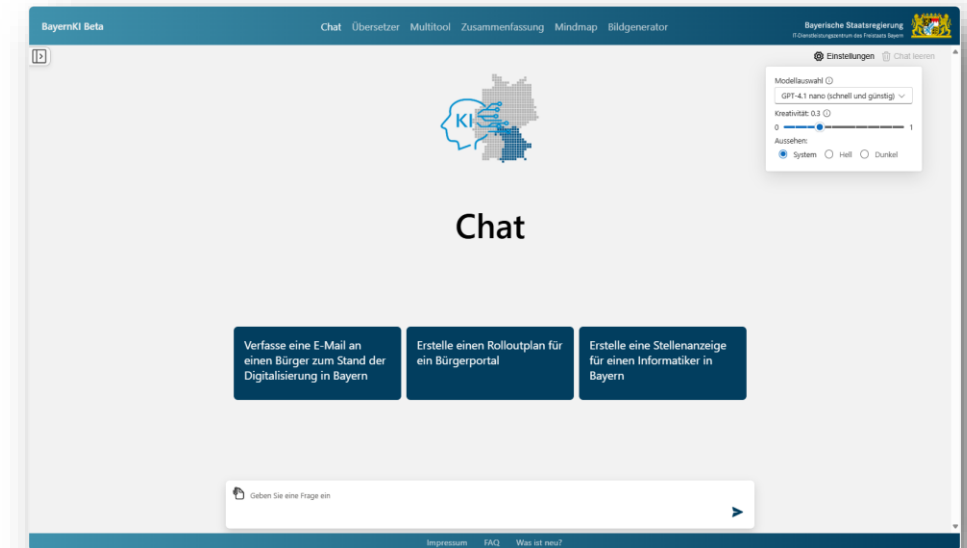 BayernKI Beta
Chat Übersetzer Multitool Zusammenfassung Mindmap Bildgenerator
Bayerische Staatsregierung
IT-Dienstleistungszentrum des Freistaats Bayern
Einstellungen Chat leeren
Modellauswahl
GPT-4.1 nano (schnell und günstig)
Kreativität: 0.3
0 1
Aussehen:
System Hell Dunkel
KI
Chat
Verfasse eine E-Mail an
einen Bürger zum Stand der
Digitalisierung in Bayern
Erstelle einen Rolloutplan für
ein Bürgerportal
Erstelle eine Stellenanzeige
für einen Informatiker in
Bayern
Geben Sie eine Frage ein
Impressum FAQ Was ist neu?